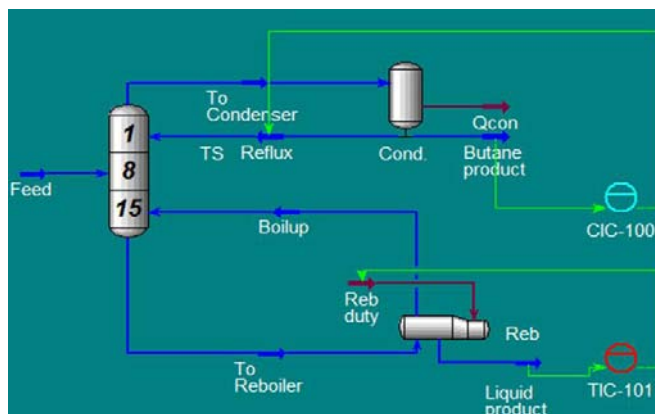 To
Condenser
1
Qcon
TS
Reflux
Cond.
Butane
product
8
Feed
15
Boilup
CIC-100
Reb
duty
Reb
To
Reboiler
Liquid
product
TIC-101